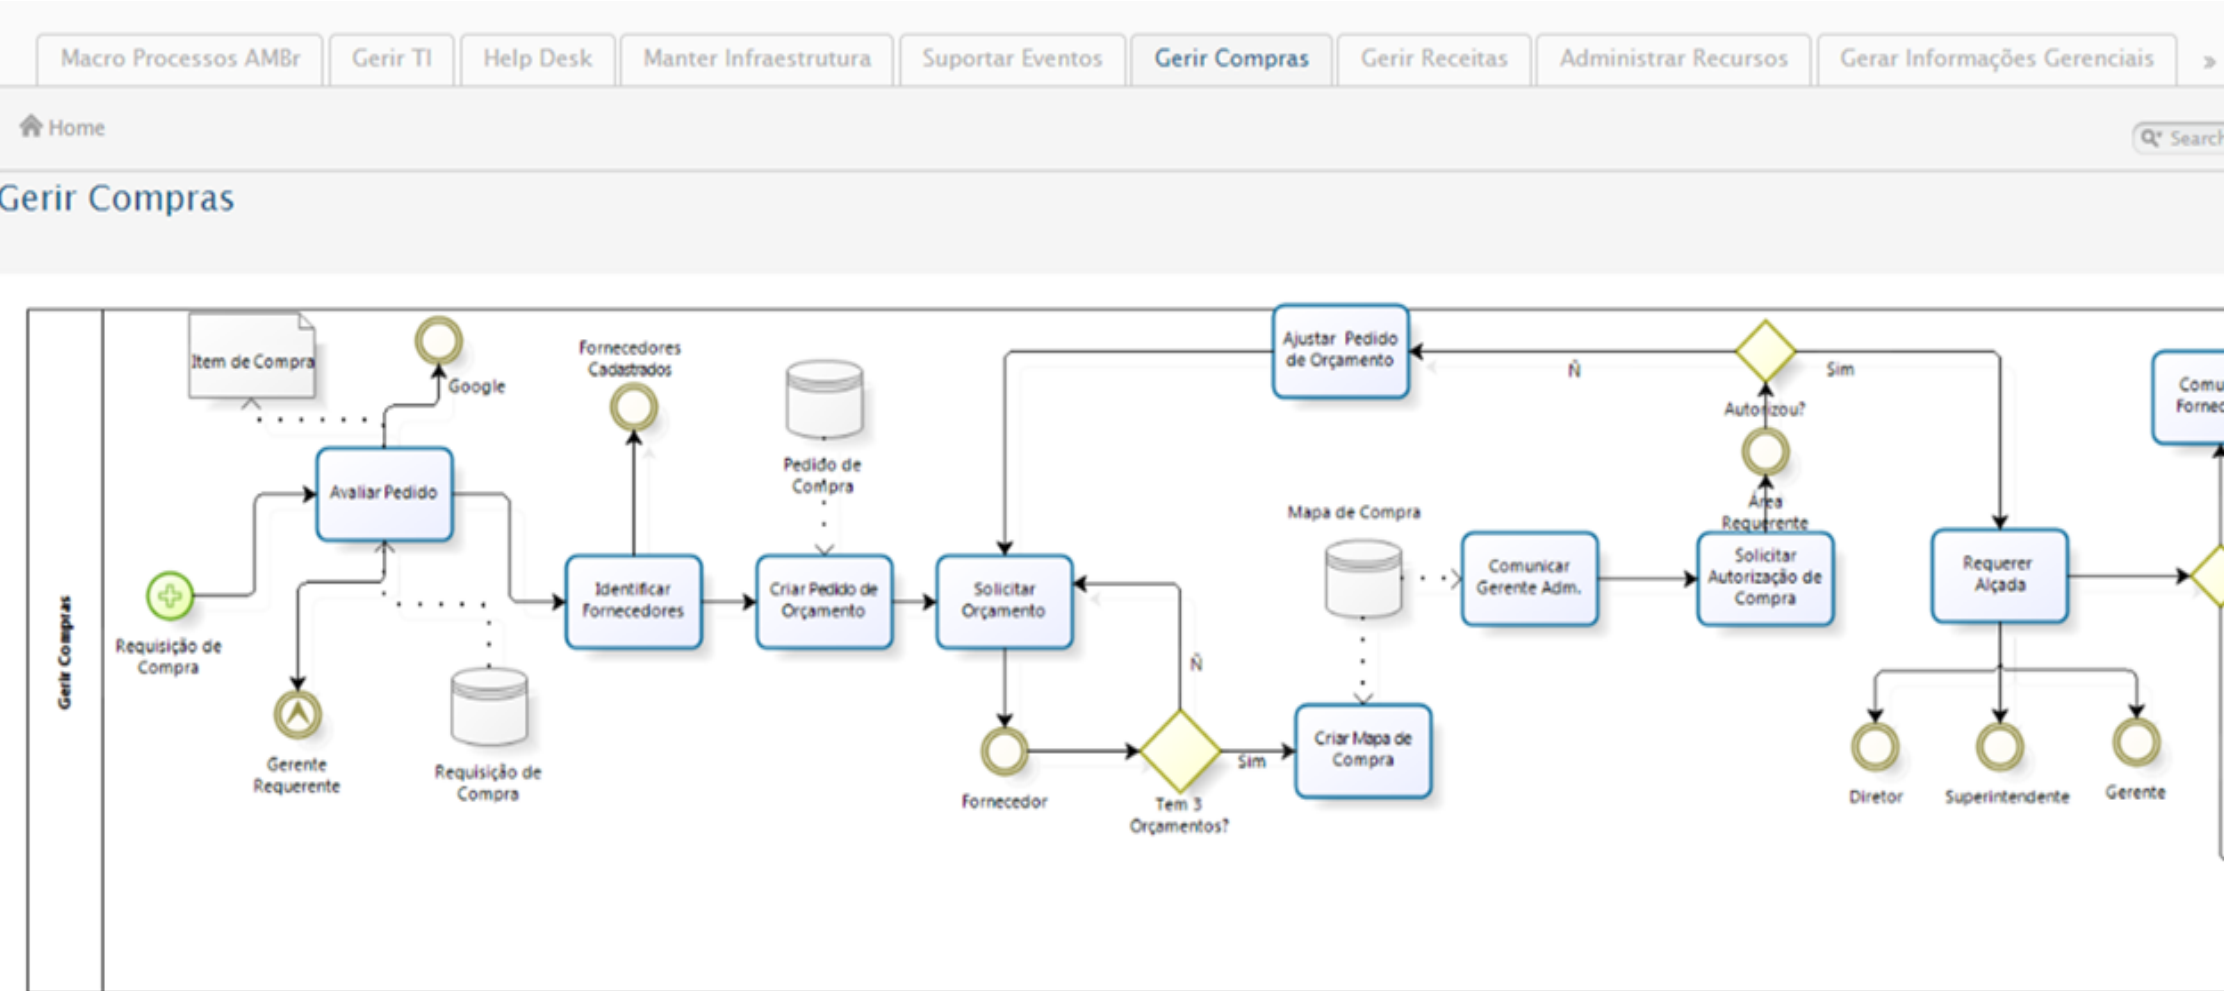 Macro Processos AMBr
Gerir TI
Help Desk
Manter Infraestrutura
Suportar Eventos
Gerir Compras
Gerir Receitas
Administrar Recursos
Gerar Informações Gerenciais
»
Home
Search
Gerir Compras
Gerir Compras
Item de Compra
Google
Avaliar Pedido
Requisição de
Compra
Gerente
Requerente
Requisição de
Compra
Fornecedores
Cadastrados
Identificar
Fornecedores
Pedido de
Compra
Criar Pedido de
Orçamento
Solicitar
Orçamento
Fornecedor
Ñ
Tem 3
Orçamentos?
Sim
Ajustar Pedido
de Orçamento
Mapa de Compra
Criar Mapa de
Compra
Comunicar
Gerente Adm.
Ñ
Sim
Autorizou?
Área
Requerente
Solicitar
Autorização de
Compra
Requerer
Alçada
Diretor
Superintendente
Gerente
Comu
Fornec